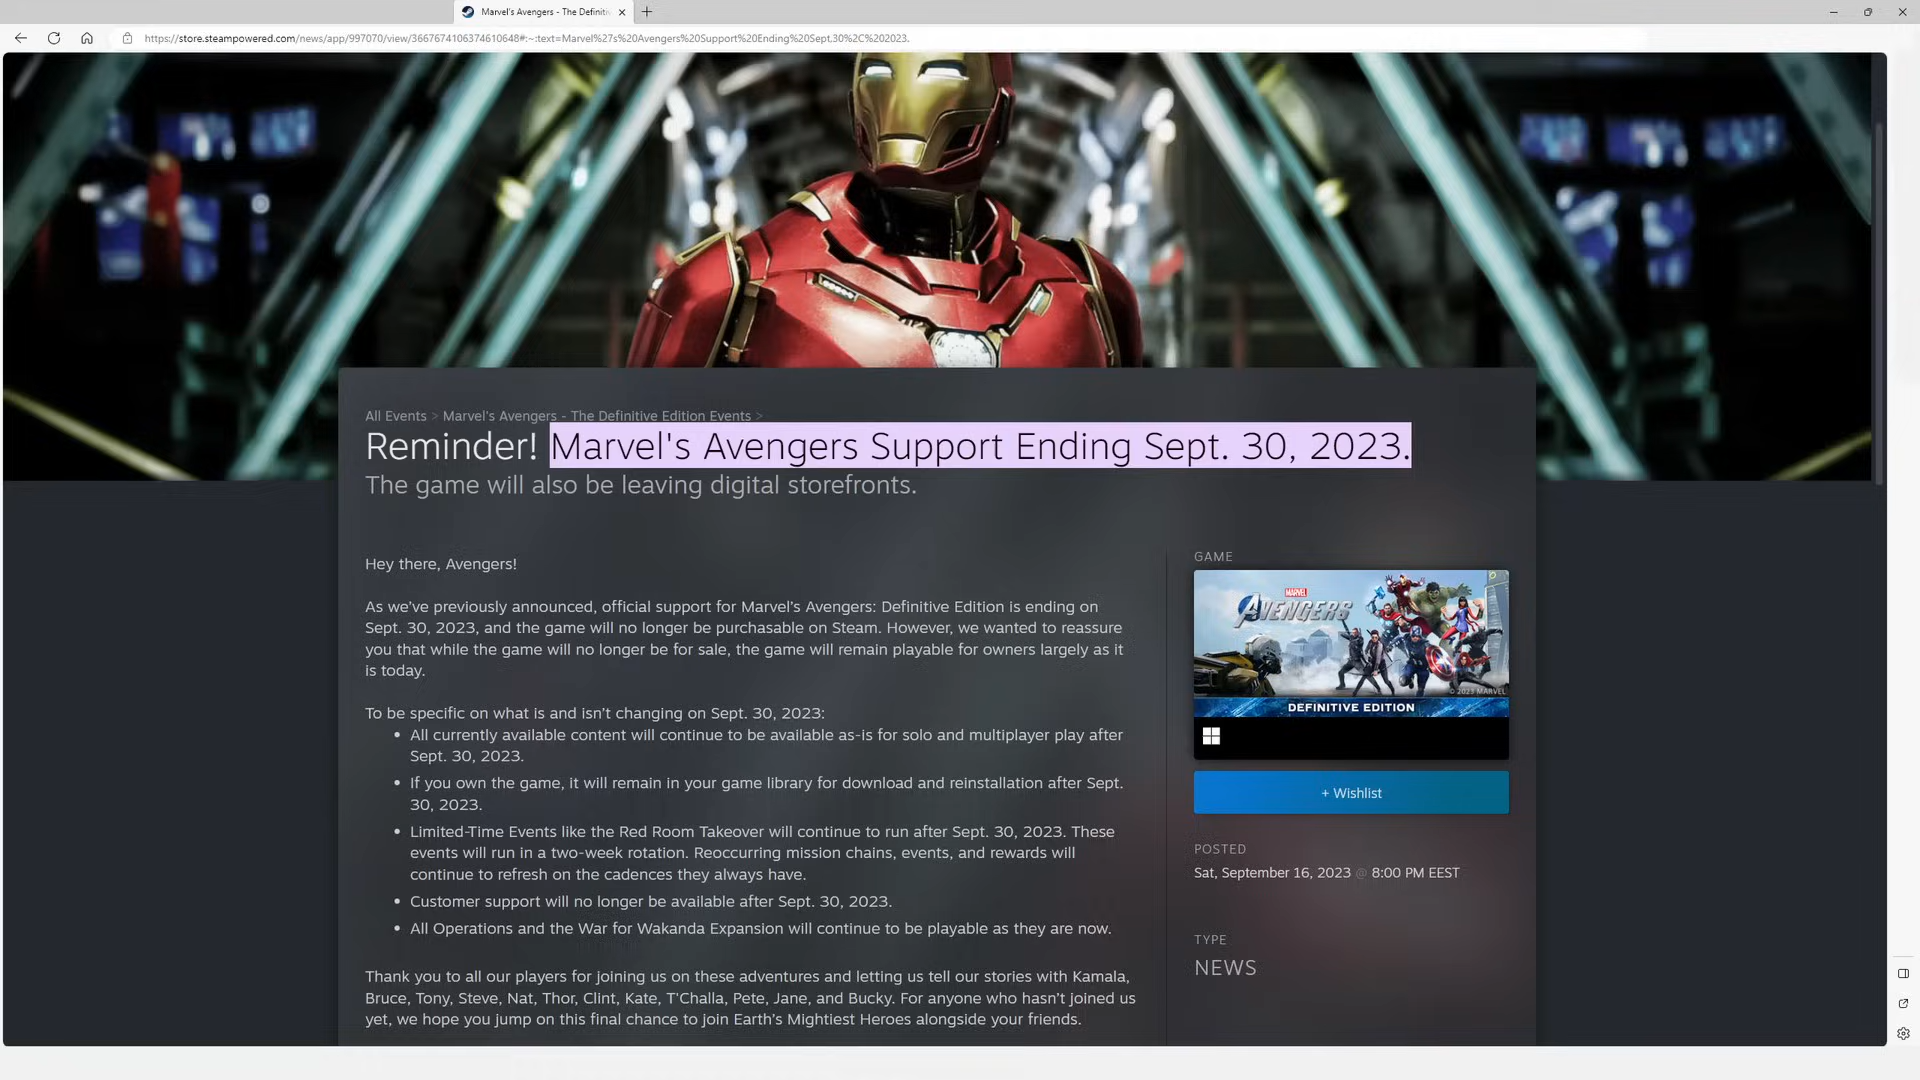 Marvel's Avengers - The Definiti
https://store.steampowered.com/news/app/997070/view/3667674106374610648#:~:text=Marvel%27s%20Avengers%20Support%20Ending%20Sept,30%2C%202023.
All Events > Marvel's Avengers - The Definitive Edition Events >
Reminder! Marvel's Avengers Support Ending Sept. 30, 2023.
The game will also be leaving digital storefronts.
Hey there, Avengers!
As we've previously announced, official support for Marvel's Avengers: Definitive Edition is ending on
Sept. 30, 2023, and the game will no longer be purchasable on Steam. However, we wanted to reassure
you that while the game will no longer be for sale, the game will remain playable for owners largely as it
is today.
To be specific on what is and isn't changing on Sept. 30, 2023:
• All currently available content will continue to be available as-is for solo and multiplayer play after
Sept. 30, 2023.
• If you own the game, it will remain in your game library for download and reinstallation after Sept.
30, 2023.
• Limited-Time Events like the Red Room Takeover will continue to run after Sept. 30, 2023. These
events will run in a two-week rotation. Reoccurring mission chains, events, and rewards will
continue to refresh on the cadences they always have.
• Customer support will no longer be available after Sept. 30, 2023.
• All Operations and the War for Wakanda Expansion will continue to be playable as they are now.
Thank you to all our players for joining us on these adventures and letting us tell our stories with Kamala,
Bruce, Tony, Steve, Nat, Thor, Clint, Kate, T'Challa, Pete, Jane, and Bucky. For anyone who hasn't joined us
yet, we hope you jump on this final chance to join Earth's Mightiest Heroes alongside your friends.
GAME
MARVEL
AVENGERS
© 2023 MARVEL
DEFINITIVE EDITION
+ Wishlist
POSTED
Sat, September 16, 2023 @ 8:00 PM EEST
TYPE
NEWS